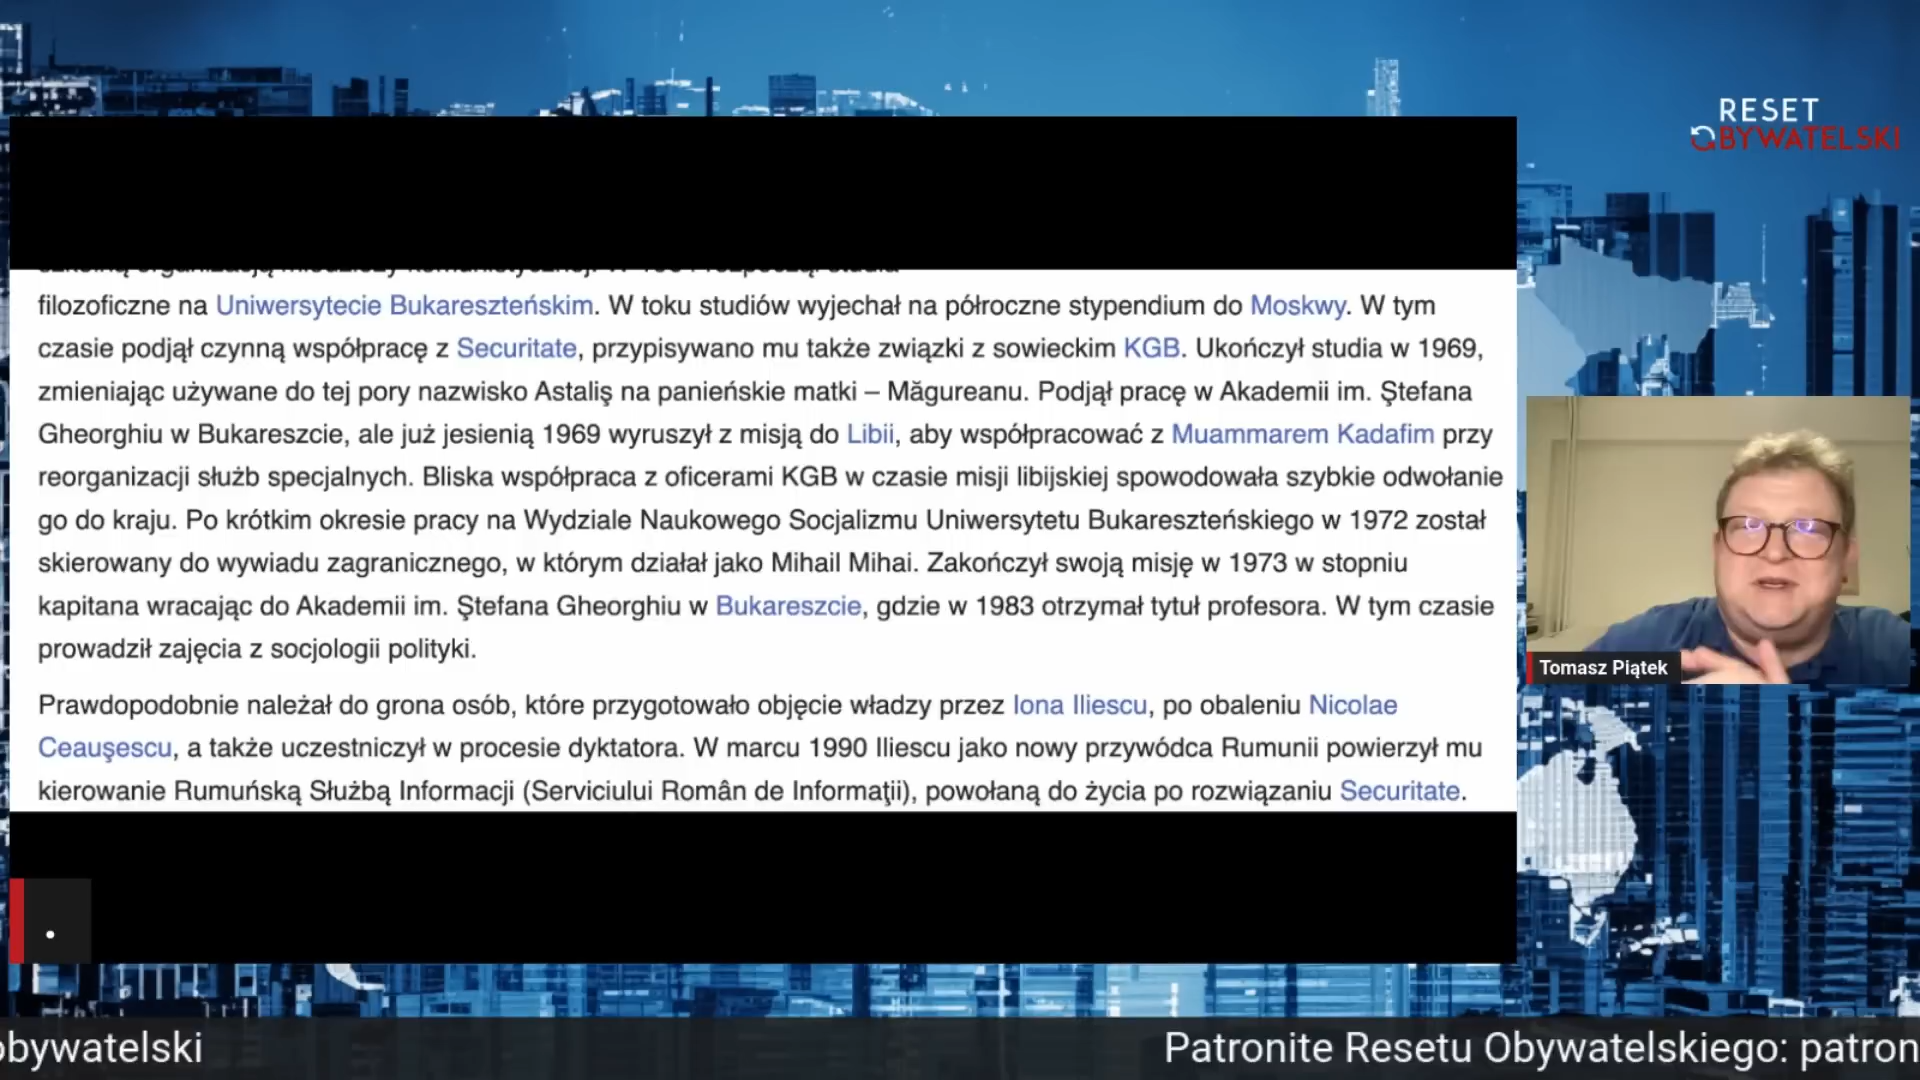 RESET
OBYWATELSKI
filozoficzne na Uniwersytecie Bukareszteńskim. W toku studiów wyjechał na półroczne stypendium do Moskwy. W tym
czasie podjął czynną współpracę z Securitate, przypisywano mu także związki z sowieckim KGB. Ukończył studia w 1969,
zmieniając używane do tej pory nazwisko Astaliş na panieńskie matki – Măgureanu. Podjął pracę w Akademii im. Ştefana
Gheorghiu w Bukareszcie, ale już jesienią 1969 wyruszył z misją do Libii, aby współpracować z Muammarem Kadafim przy
reorganizacji służb specjalnych. Bliska współpraca z oficerami KGB w czasie misji libijskiej spowodowała szybkie odwołanie
go do kraju. Po krótkim okresie pracy na Wydziale Naukowego Socjalizmu Uniwersytetu Bukareszteńskiego w 1972 został
skierowany do wywiadu zagranicznego, w którym działał jako Mihail Mihai. Zakończył swoją misję w 1973 w stopniu
kapitana wracając do Akademii im. Ştefana Gheorghiu w Bukareszcie, gdzie w 1983 otrzymał tytuł profesora. W tym czasie
prowadził zajęcia z socjologii polityki.
Prawdopodobnie należał do grona osób, które przygotowało objęcie władzy przez Iona Iliescu, po obaleniu Nicolae
Ceauşescu, a także uczestniczył w procesie dyktatora. W marcu 1990 Iliescu jako nowy przywódca Rumunii powierzył mu
kierowanie Rumuńską Służbą Informacji (Serviciului Român de Informaţii), powołaną do życia po rozwiązaniu Securitate.
Tomasz Piątek
.
obywatelski
Patronite Resetu Obywatelskiego: patron